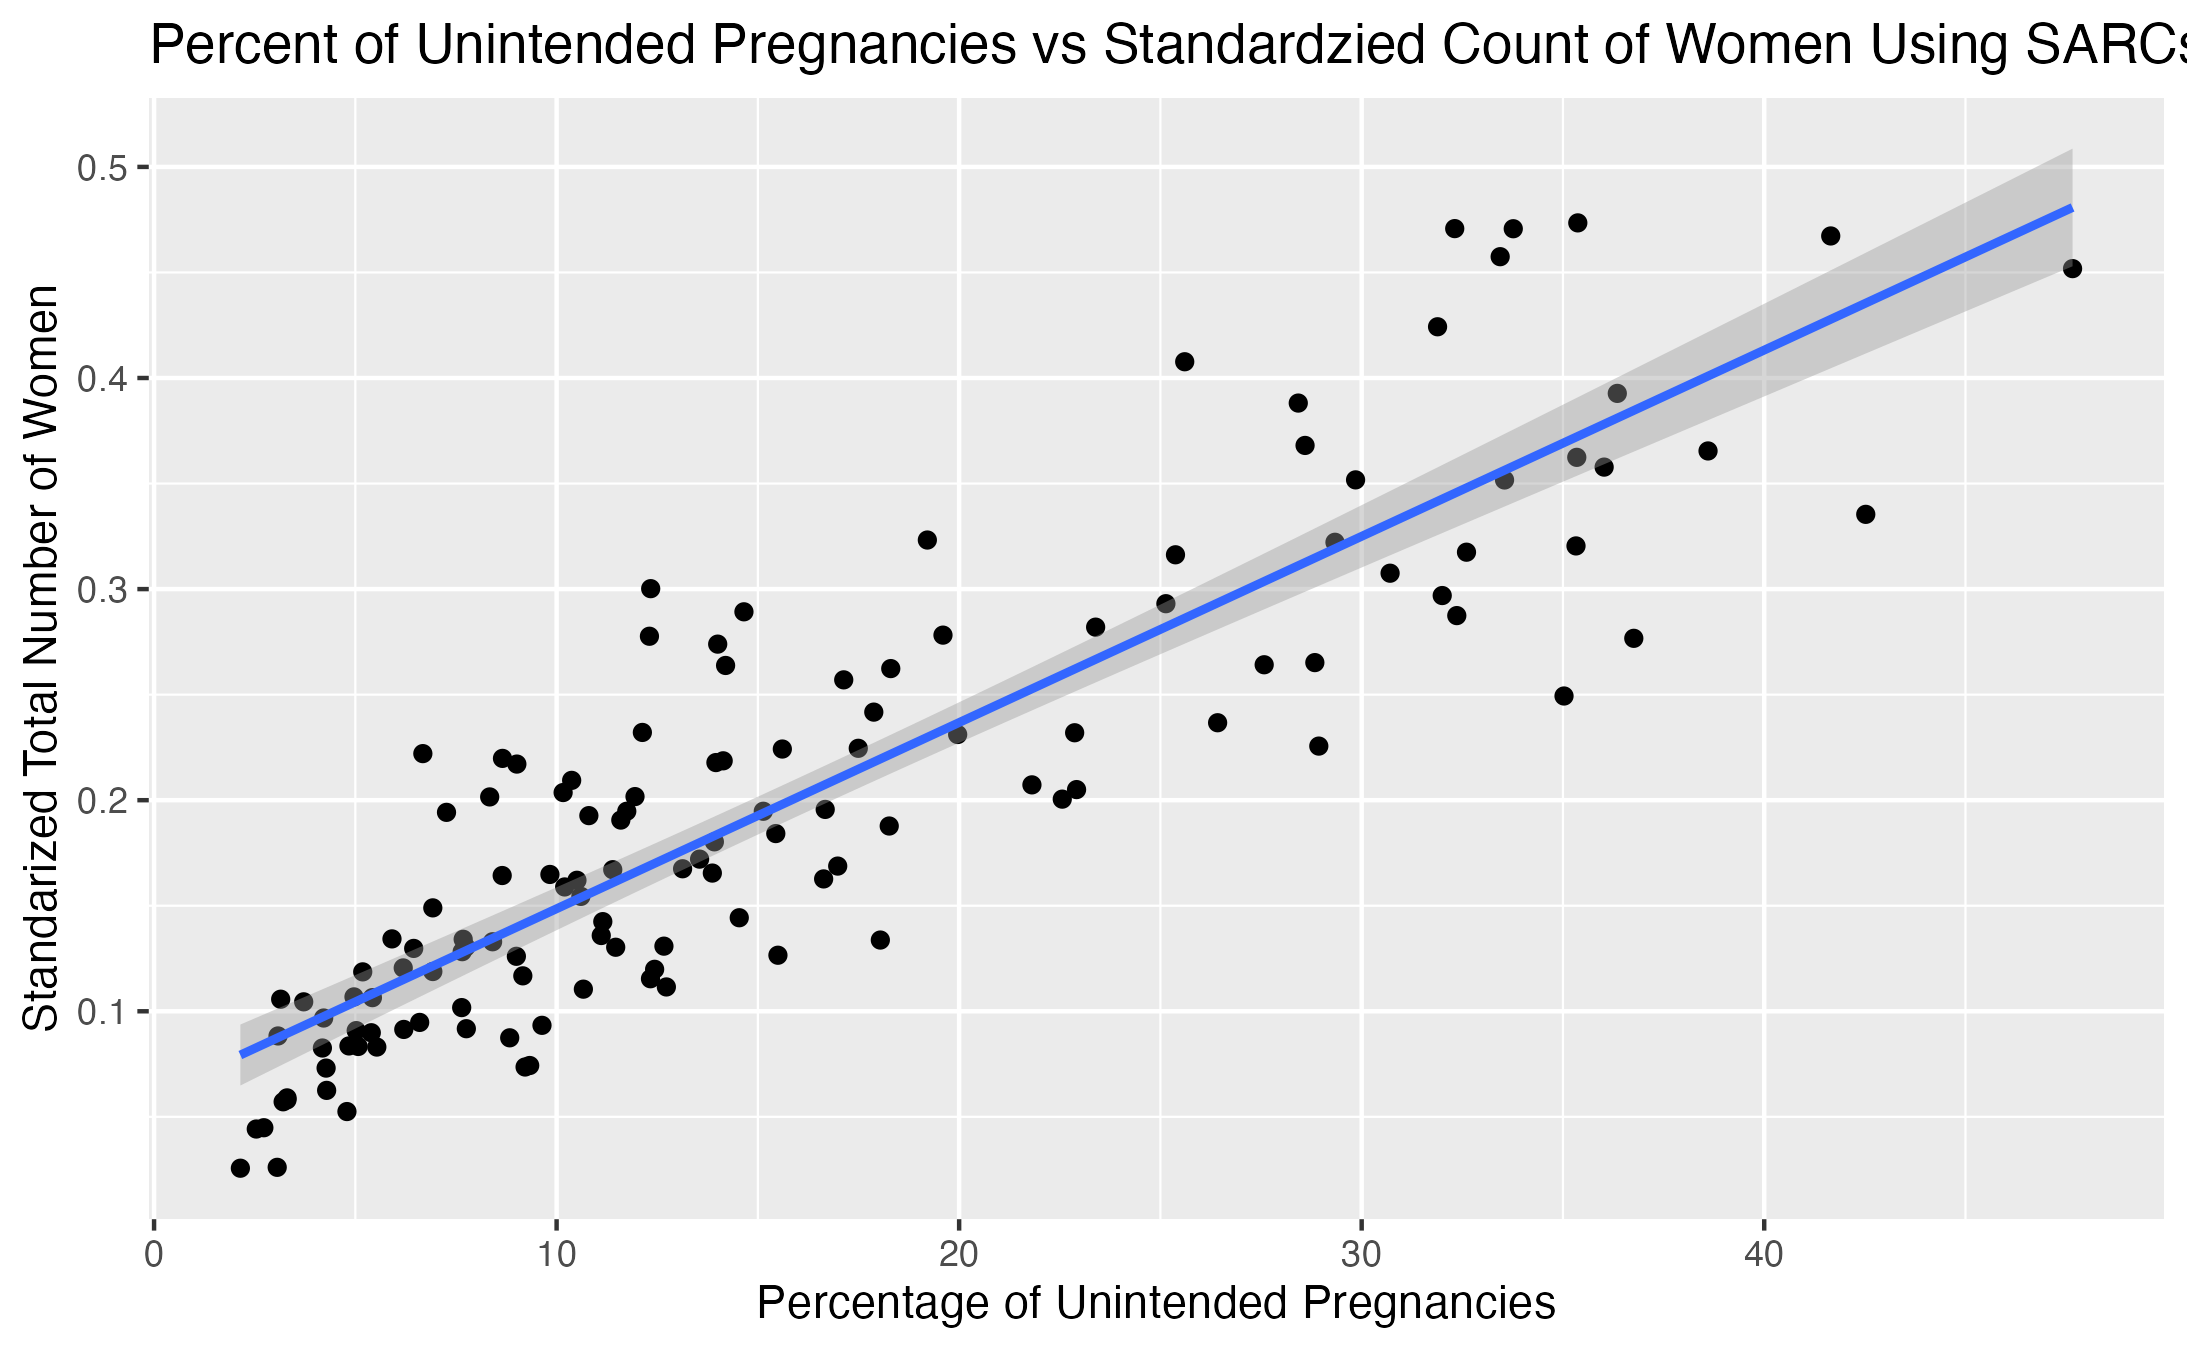 Percent of Unintended Pregnancies vs Standardzied Count of Women Using SARCs
Standarized Total Number of Women
0.5
0.4
0.3
0.2
0.1
0 10 20 30 40
Percentage of Unintended Pregnancies